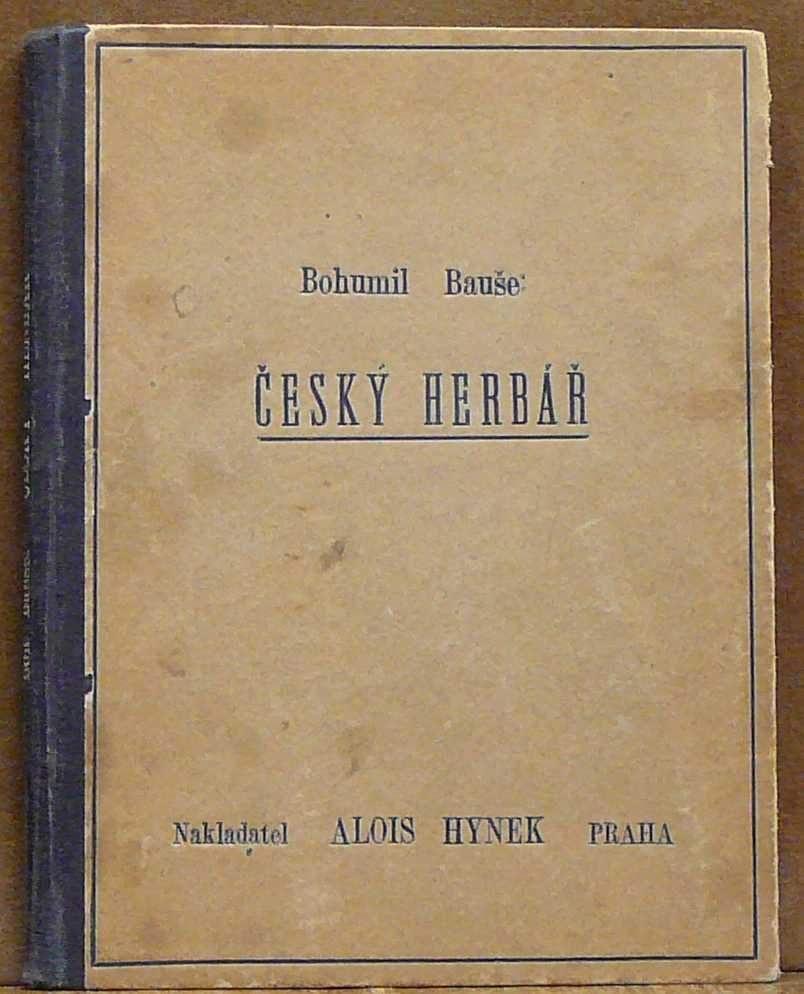 Bohumil Bauše:
ČESKÝ HERBÁŘ
Nakladatel ALOIS HYNEK PRAHA